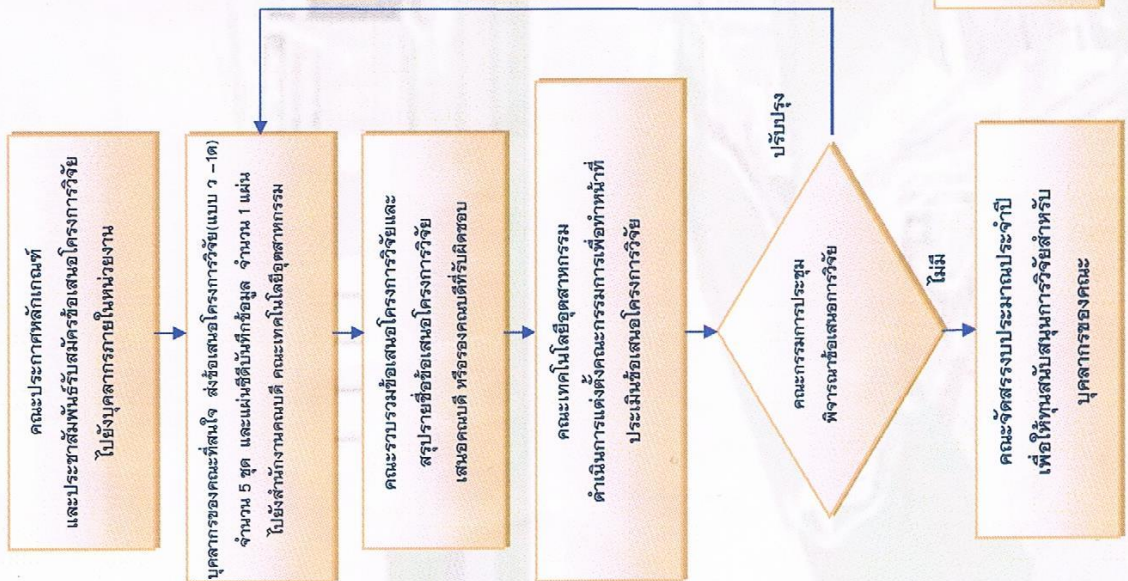 คณะประกาศหลักเกณฑ์
และประชาสัมพันธ์รับสมัครข้อเสนอโครงการวิจัย
ไปยังบุคลากรภายในหน่วยงาน
บุคลากรของคณะที่สนใจ ส่งข้อเสนอโครงการวิจัย(แบบ ว –1ด)
จำนวน 5 ชุด และแผ่นซีดีบันทึกข้อมูล จำนวน 1 แผ่น
ไปยังสำนักงานคณบดี คณะเทคโนโลยีอุตสาหกรรม
คณะรวบรวมข้อเสนอโครงการวิจัยและ
สรุปรายชื่อข้อเสนอโครงการวิจัย
เสนอคณบดี หรือรองคณบดีที่รับผิดชอบ
คณะเทคโนโลยีอุตสาหกรรม
ดำเนินการแต่งตั้งคณะกรรมการเพื่อทำหน้าที่
ประเมินข้อเสนอโครงการวิจัย
ปรับปรุง
คณะกรรมการประชุม
พิจารณาข้อเสนอการวิจัย
ไม่มี
คณะจัดสรรงบประมาณประจำปี
เพื่อให้ทุนสนับสนุนการวิจัยสำหรับ
บุคลากรของคณะ